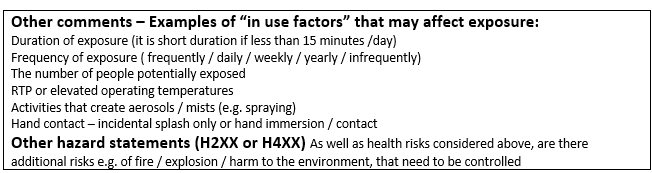 Other comments – Examples of “in use factors” that may affect exposure:
Duration of exposure (it is short duration if less than 15 minutes /day)
Frequency of exposure ( frequently / daily / weekly / yearly / infrequently)
The number of people potentially exposed
RTP or elevated operating temperatures
Activities that create aerosols / mists (e.g. spraying)
Hand contact – incidental splash only or hand immersion / contact
Other hazard statements (H2XX or H4XX) As well as health risks considered above, are there
additional risks e.g. of fire / explosion / harm to the environment, that need to be controlled